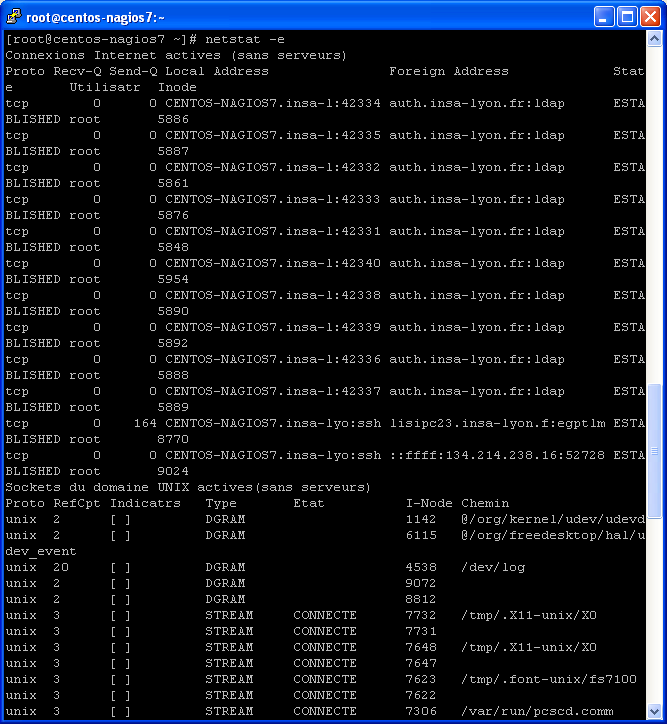 root@centos-nagios7:~
[root@centos-nagios7 ~]# netstat -e
Connexions Internet actives (sans serveurs)
Proto Recv-Q Send-Q Local Address               Foreign Address             Stat
e       Utilisatr  Inode
tcp        0      0 CENTOS-NAGIOS7.insa-l:42334 auth.insa-lyon.fr:ldap      ESTA
BLISHED root       5886
tcp        0      0 CENTOS-NAGIOS7.insa-l:42335 auth.insa-lyon.fr:ldap      ESTA
BLISHED root       5887
tcp        0      0 CENTOS-NAGIOS7.insa-l:42332 auth.insa-lyon.fr:ldap      ESTA
BLISHED root       5861
tcp        0      0 CENTOS-NAGIOS7.insa-l:42333 auth.insa-lyon.fr:ldap      ESTA
BLISHED root       5876
tcp        0      0 CENTOS-NAGIOS7.insa-l:42331 auth.insa-lyon.fr:ldap      ESTA
BLISHED root       5848
tcp        0      0 CENTOS-NAGIOS7.insa-l:42340 auth.insa-lyon.fr:ldap      ESTA
BLISHED root       5954
tcp        0      0 CENTOS-NAGIOS7.insa-l:42338 auth.insa-lyon.fr:ldap      ESTA
BLISHED root       5890
tcp        0      0 CENTOS-NAGIOS7.insa-l:42339 auth.insa-lyon.fr:ldap      ESTA
BLISHED root       5892
tcp        0      0 CENTOS-NAGIOS7.insa-l:42336 auth.insa-lyon.fr:ldap      ESTA
BLISHED root       5888
tcp        0      0 CENTOS-NAGIOS7.insa-l:42337 auth.insa-lyon.fr:ldap      ESTA
BLISHED root       5889
tcp        0    164 CENTOS-NAGIOS7.insa-lyo:ssh lisipc23.insa-lyon.f:egptlm ESTA
BLISHED root       8770
tcp        0      0 CENTOS-NAGIOS7.insa-lyo:ssh ::ffff:134.214.238.16:52728 ESTA
BLISHED root       9024
Sockets du domaine UNIX actives(sans serveurs)
Proto RefCpt Indicatrs   Type       Etat          I-Node Chemin
unix  2      [ ]         DGRAM                    1142   @/org/kernel/udev/udevd
unix  2      [ ]         DGRAM                    6115   @/org/freedesktop/hal/u
dev_event
unix  20     [ ]         DGRAM                    4538   /dev/log
unix  2      [ ]         DGRAM                    9072
unix  2      [ ]         DGRAM                    8812
unix  3      [ ]         STREAM     CONNECTE      7732   /tmp/.X11-unix/X0
unix  3      [ ]         STREAM     CONNECTE      7731
unix  3      [ ]         STREAM     CONNECTE      7648   /tmp/.X11-unix/X0
unix  3      [ ]         STREAM     CONNECTE      7647
unix  3      [ ]         STREAM     CONNECTE      7623   /tmp/.font-unix/fs7100
unix  3      [ ]         STREAM     CONNECTE      7622
unix  3      [ ]         STREAM     CONNECTE      7306   /var/run/pcscd.comm